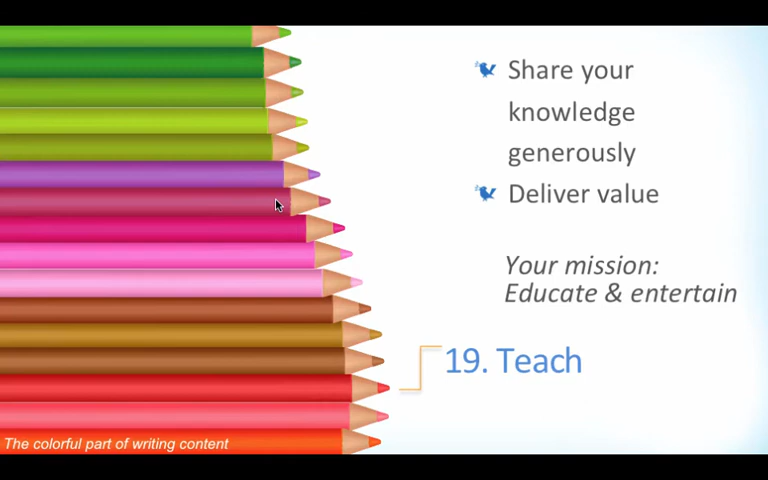 Share your
knowledge
generously
Deliver value
Your mission:
Educate & entertain
19. Teach
The colorful part of writing content